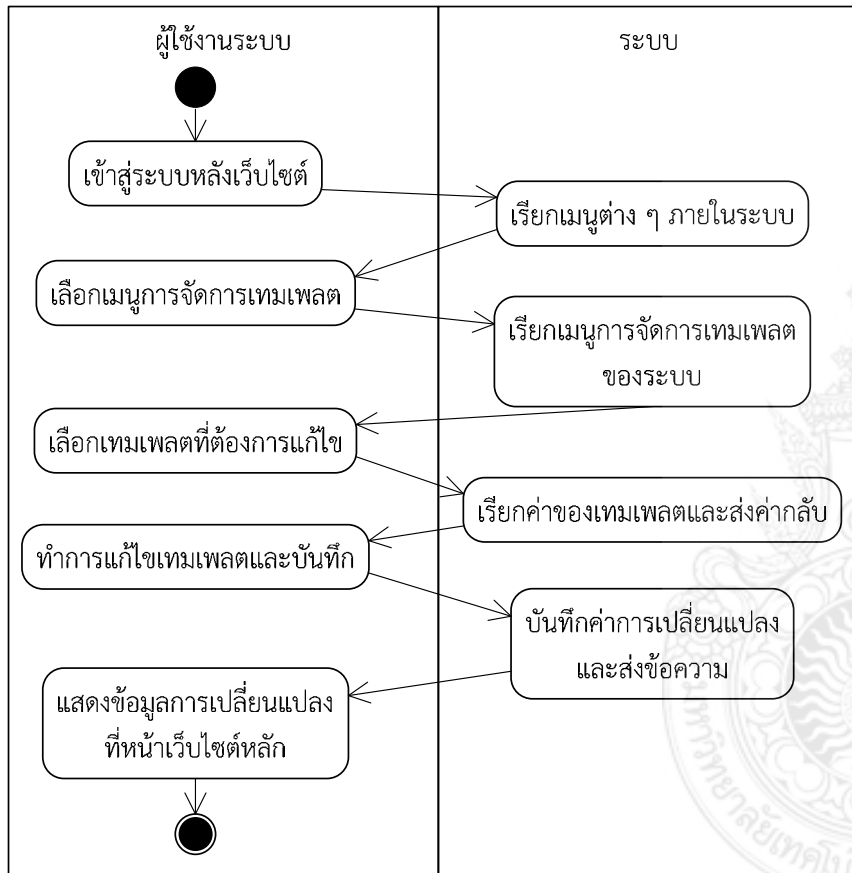 ผู้ใช้งานระบบ
ระบบ
เข้าสู่ระบบหลังเว็บไซต์
เรียกเมนูต่าง ๆ ภายในระบบ
เลือกเมนูการจัดการเทมเพลต
เรียกเมนูการจัดการเทมเพลต
ของระบบ
เลือกเทมเพลตที่ต้องการแก้ไข
เรียกค่าของเทมเพลตและส่งค่ากลับ
ทำการแก้ไขเทมเพลตและบันทึก
บันทึกค่าการเปลี่ยนแปลง
และส่งข้อความ
แสดงข้อมูลการเปลี่ยนแปลง
ที่หน้าเว็บไซต์หลัก